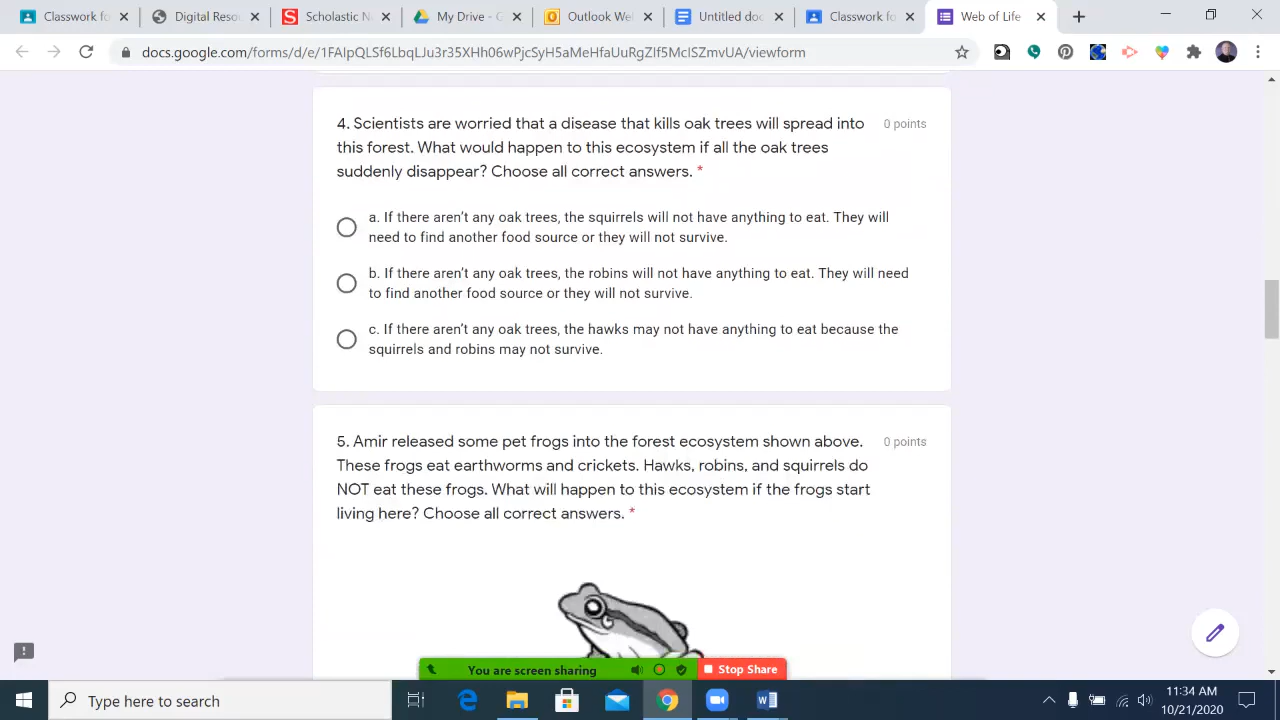 Classwork fo
Digital Reso
Scholastic N
My Drive - G
Outlook Wel
Untitled doc
Classwork fo
Web of Life
docs.google.com/forms/d/e/1FAIpQLSf6LbqLJu3r35XHh06wPJeSyH5aMeHfaUuRgZIf5McISZmvUA/viewform
4. Scientists are worried that a disease that kills oak trees will spread into
0 points
this forest. What would happen to this ecosystem if all the oak trees
suddenly disappear? Choose all correct answers. *
a. If there aren't any oak trees, the squirrels will not have anything to eat. They will
need to find another food source or they will not survive.
b. If there aren't any oak trees, the robins will not have anything to eat. They will need
to find another food source or they will not survive.
c. If there aren't any oak trees, the hawks may not have anything to eat because the
squirrels and robins may not survive.
5. Amir released some pet frogs into the forest ecosystem shown above.
0 points
These frogs eat earthworms and crickets. Hawks, robins, and squirrels do
NOT eat these frogs. What will happen to this ecosystem if the frogs start
living here? Choose all correct answers. *
You are screen sharing
Stop Share
Type here to search
11:34 AM
10/21/2020